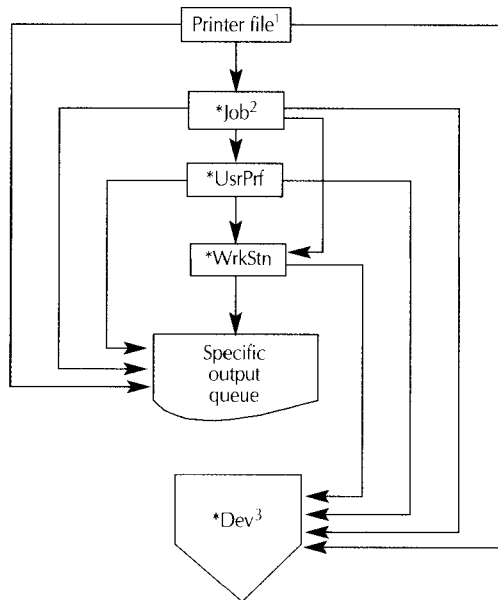 Printer file¹
*Job²
*UsrPrf
*WrkStn
Specific
output
queue
*Dev³